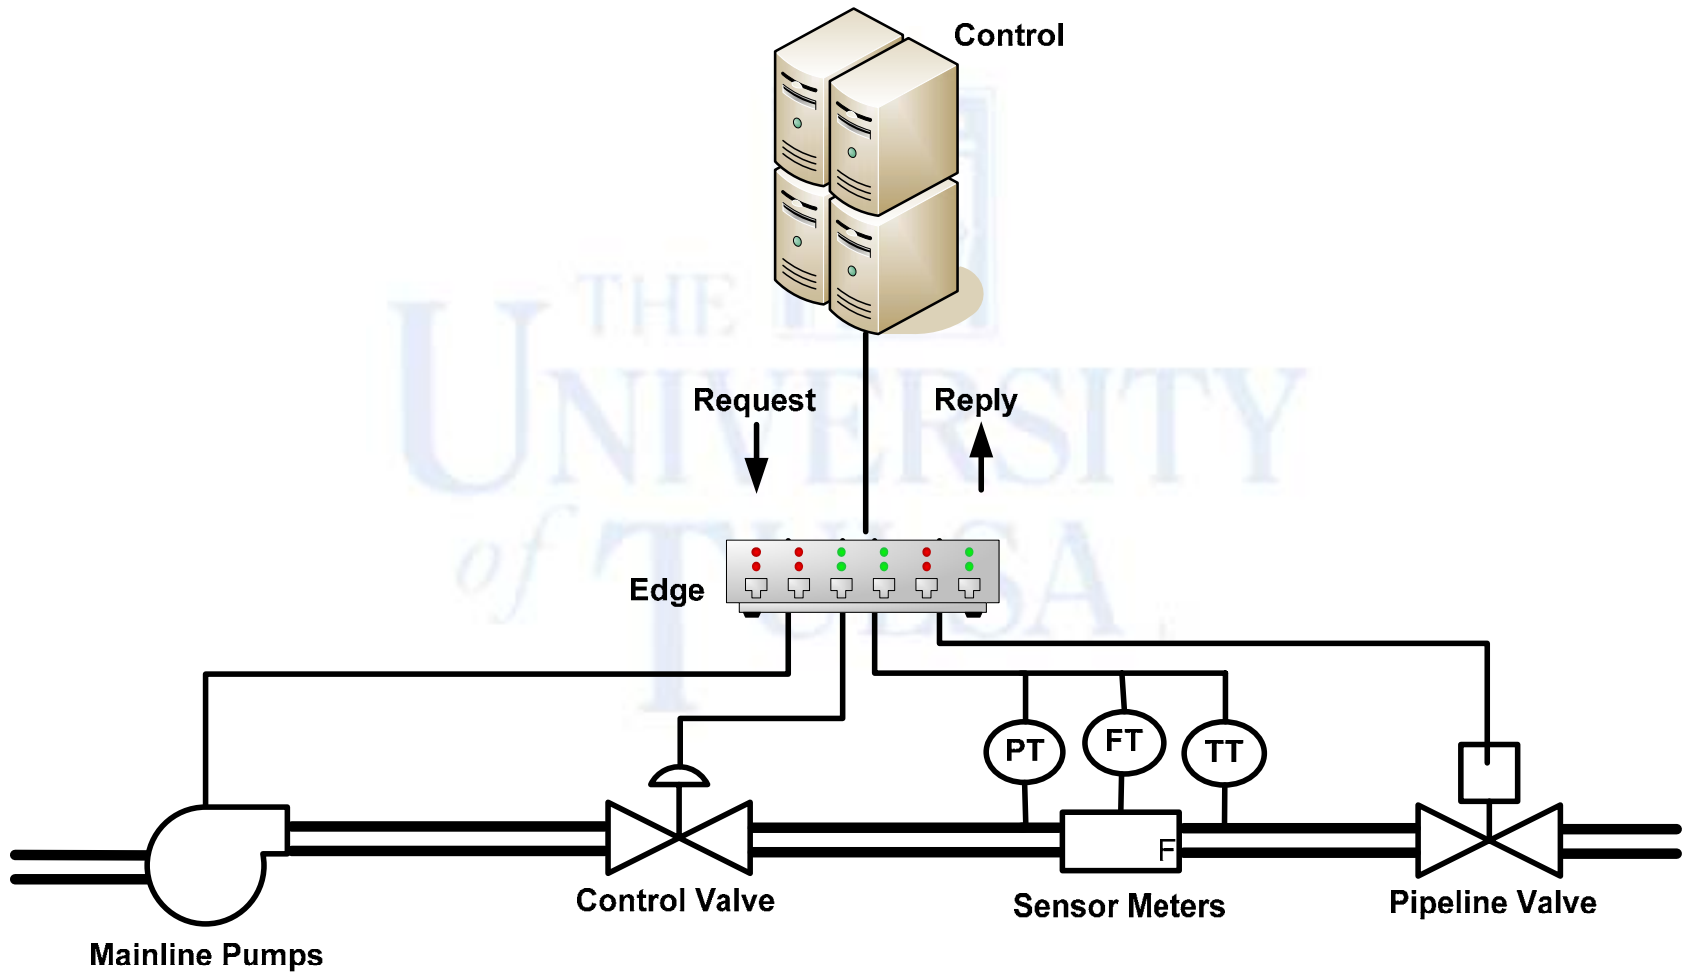 Control
THE
UNIVERSITY
of TULSA
Request
Reply
Edge
PT
FT
TT
F
Control Valve
Sensor Meters
Pipeline Valve
Mainline Pumps